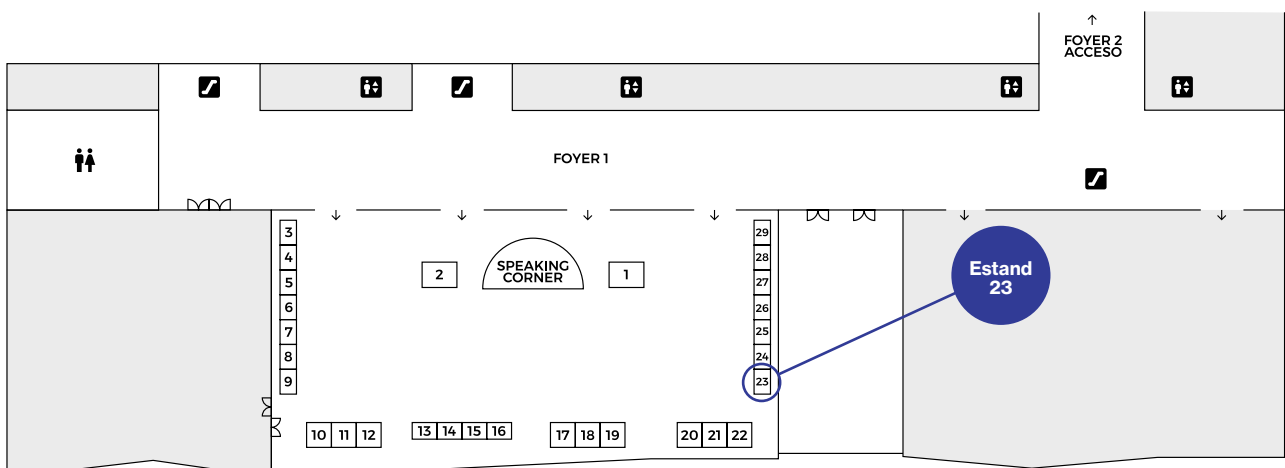 FOYER 2
ACCESO
FOYER 1
3
4
5
6
7
8
9
2
SPEAKING
CORNER
1
29
28
27
26
25
24
23
Estand
23
10 11 12
13 14 15 16
17 18 19
20 21 22